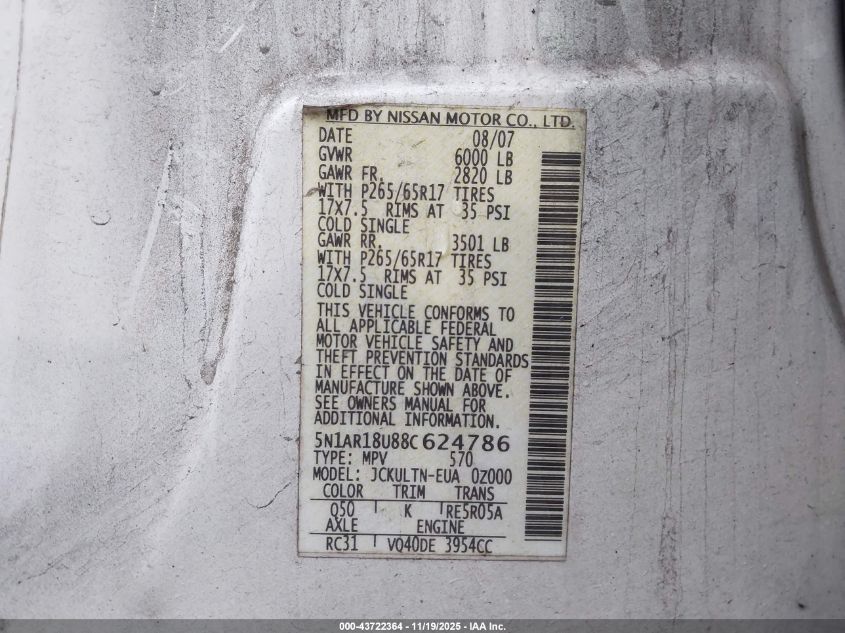 MFD BY NISSAN MOTOR CO., LTD.
DATE 08/07
GVWR 6000 LB
GAWR FR. 2820 LB
WITH P265/65R17 TIRES
17X7.5 RIMS AT 35 PSI
COLD SINGLE
GAWR RR. 3501 LB
WITH P265/65R17 TIRES
17X7.5 RIMS AT 35 PSI
COLD SINGLE
THIS VEHICLE CONFORMS TO
ALL APPLICABLE FEDERAL
MOTOR VEHICLE SAFETY AND
THEFT PREVENTION STANDARDS
IN EFFECT ON THE DATE OF
MANUFACTURE SHOWN ABOVE.
SEE OWNERS MANUAL FOR
ADDITIONAL INFORMATION.
5N1AR18U88C624786
TYPE: MPV 570
MODEL: JCKULTN-EUA 0Z000
COLOR TRIM TRANS
Q50 K RE5R05A
AXLE ENGINE
RC31 VQ40DE 3954CC
000-43722364 - 11/19/2025 - IAA Inc.